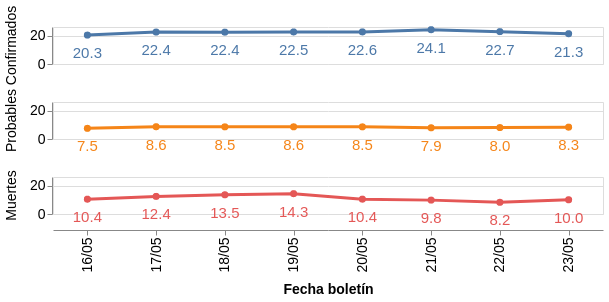 Confirmados
20
0
20.3 22.4 22.4 22.5 22.6 24.1 22.7 21.3
Probables
20
0
7.5 8.6 8.5 8.6 8.5 7.9 8.0 8.3
Muertes
20
0
10.4 12.4 13.5 14.3 10.4 9.8 8.2 10.0
16/05 17/05 18/05 19/05 20/05 21/05 22/05 23/05
Fecha boletín